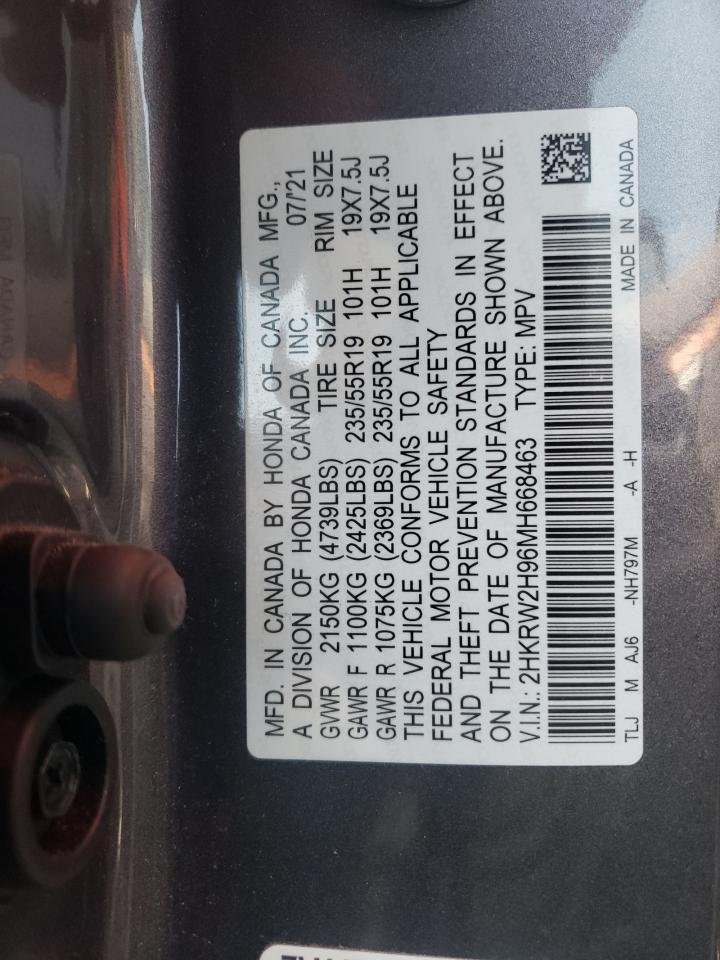 MFD. IN CANADA BY HONDA OF CANADA MFG.,
A DIVISION OF HONDA CANADA INC. 07/'21
GVWR 2150KG (4739LBS) TIRE SIZE RIM SIZE
GAWR F 1100KG (2425LBS) 235/55R19 101H 19X7.5J
GAWR R 1075KG (2369LBS) 235/55R19 101H 19X7.5J
THIS VEHICLE CONFORMS TO ALL APPLICABLE
FEDERAL MOTOR VEHICLE SAFETY
AND THEFT PREVENTION STANDARDS IN EFFECT
ON THE DATE OF MANUFACTURE SHOWN ABOVE.
V.I.N.: 2HKRW2H96MH668463 TYPE: MPV
TLJ M AJ6 -NH797M -A -H MADE IN CANADA